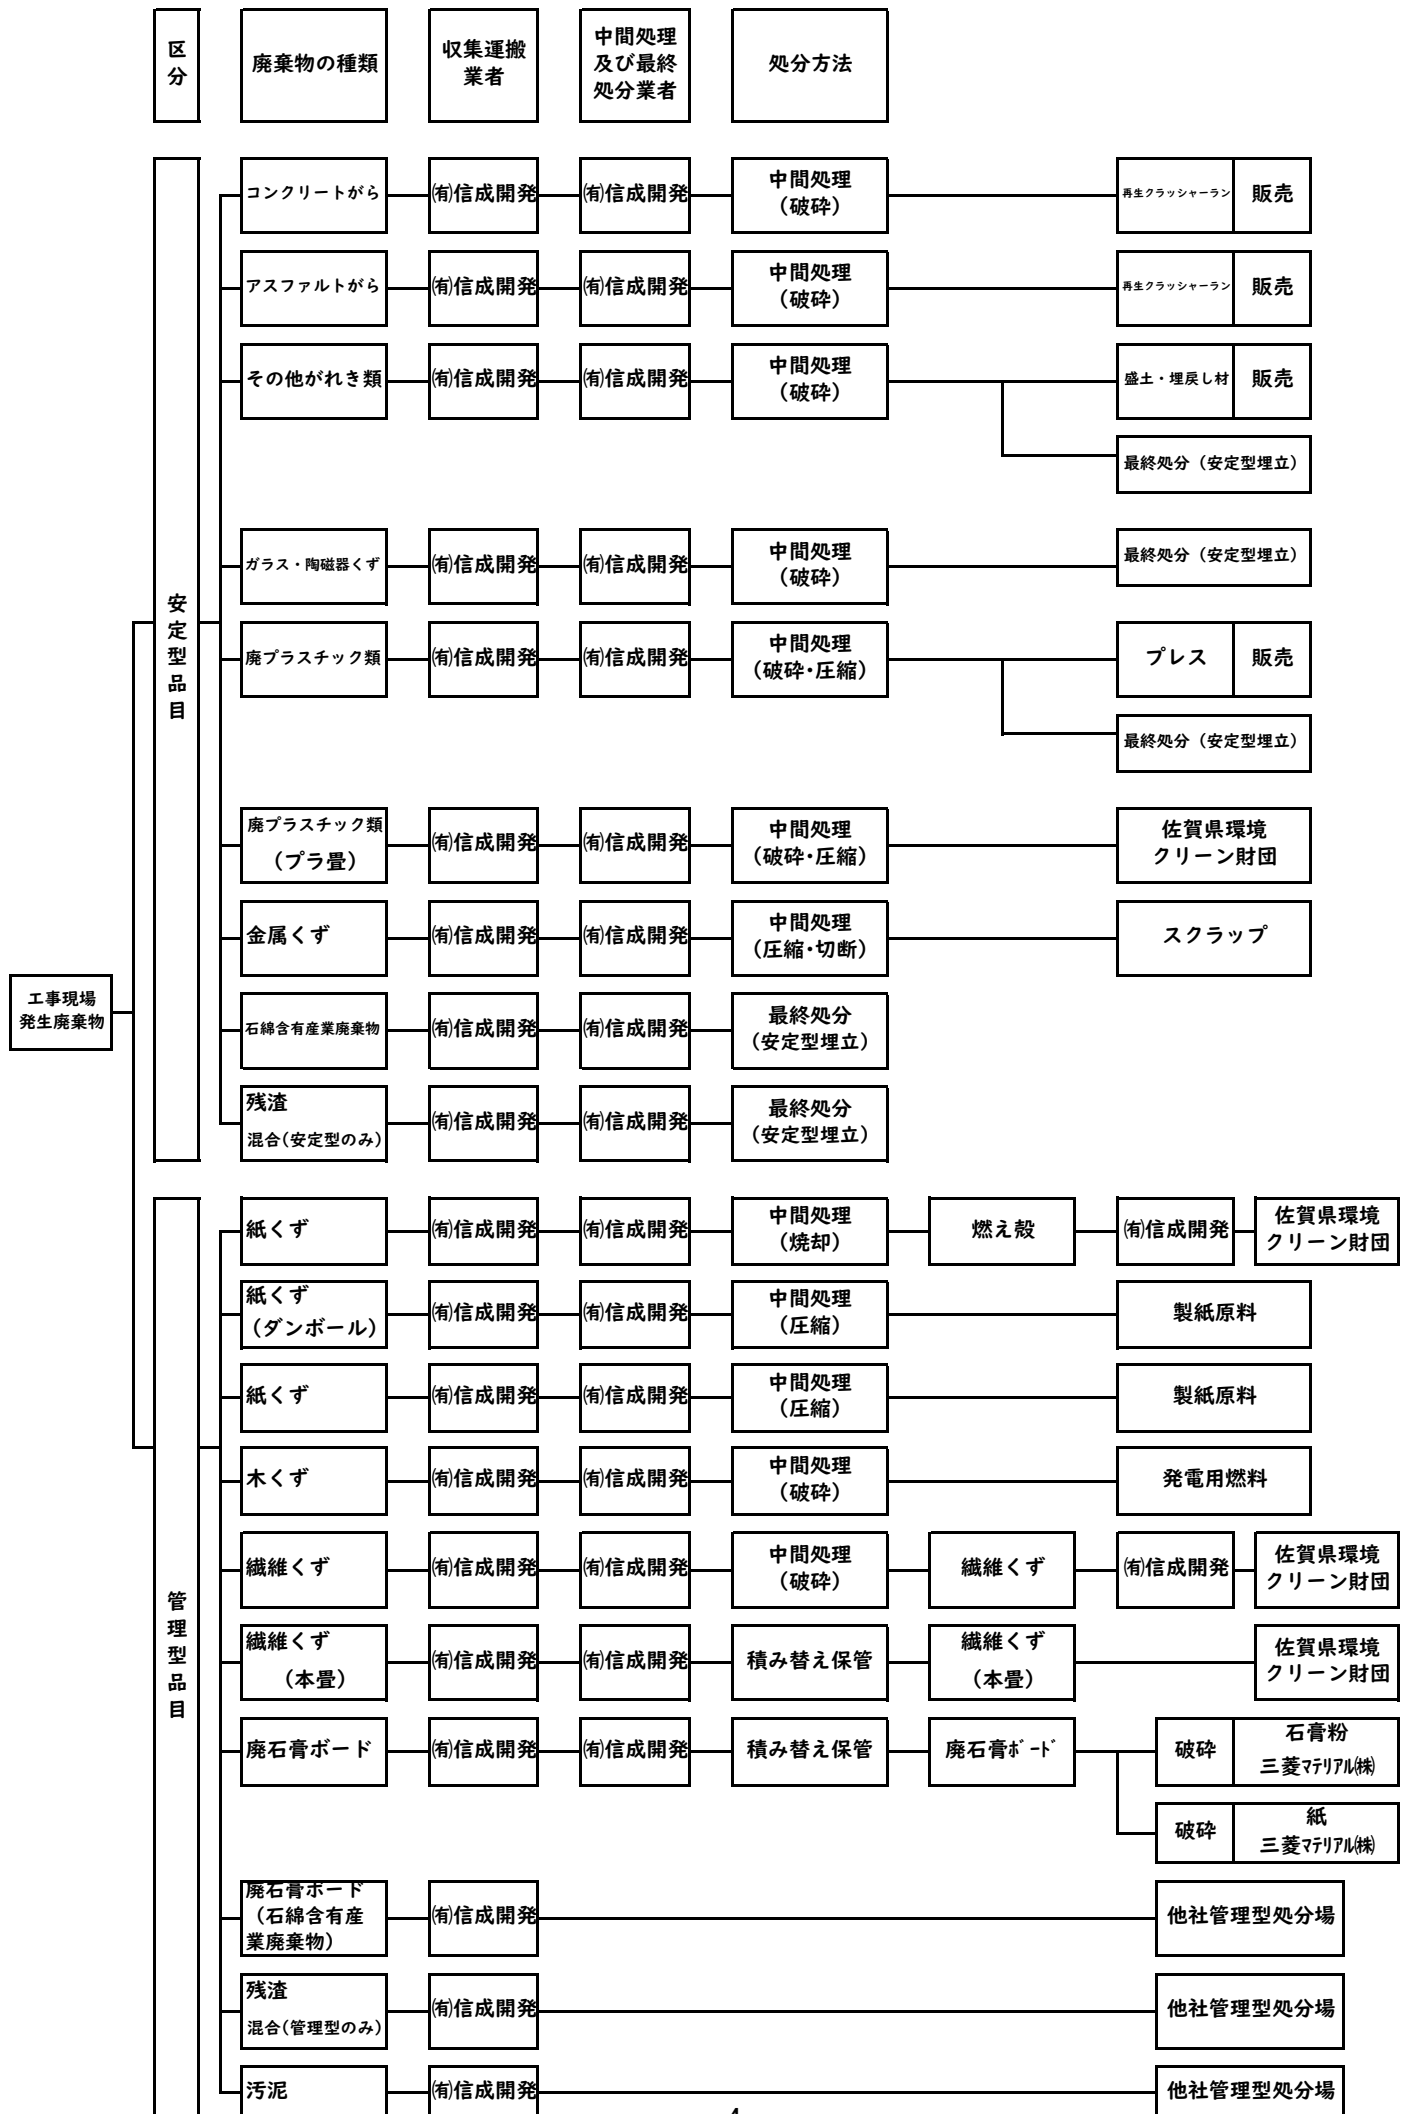 区
分
廃棄物の種類
収集運搬
業者
中間処理
及び最終
処分業者
処分方法
工事現場
発生廃棄物
安定型品目
コンクリートがら
㈲信成開発
㈲信成開発
中間処理
（破砕）
再生クラッシャーラン
販売
アスファルトがら
㈲信成開発
㈲信成開発
中間処理
（破砕）
再生クラッシャーラン
販売
その他がれき類
㈲信成開発
㈲信成開発
中間処理
（破砕）
盛土・埋戻し材
販売
最終処分（安定型埋立）
ガラス・陶磁器くず
㈲信成開発
㈲信成開発
中間処理
（破砕）
最終処分（安定型埋立）
廃プラスチック類
㈲信成開発
㈲信成開発
中間処理
（破砕・圧縮）
プレス
販売
最終処分（安定型埋立）
廃プラスチック類
（プラ畳）
㈲信成開発
㈲信成開発
中間処理
（破砕・圧縮）
佐賀県環境
クリーン財団
金属くず
㈲信成開発
㈲信成開発
中間処理
（圧縮・切断）
スクラップ
石綿含有産業廃棄物
㈲信成開発
㈲信成開発
最終処分
（安定型埋立）
残渣
混合（安定型のみ）
㈲信成開発
㈲信成開発
最終処分
（安定型埋立）
管理型品目
紙くず
㈲信成開発
㈲信成開発
中間処理
（焼却）
燃え殻
㈲信成開発
佐賀県環境
クリーン財団
紙くず
（ダンボール）
㈲信成開発
㈲信成開発
中間処理
（圧縮）
製紙原料
紙くず
㈲信成開発
㈲信成開発
中間処理
（圧縮）
製紙原料
木くず
㈲信成開発
㈲信成開発
中間処理
（破砕）
発電用燃料
繊維くず
㈲信成開発
㈲信成開発
中間処理
（破砕）
繊維くず
㈲信成開発
佐賀県環境
クリーン財団
繊維くず
（本畳）
㈲信成開発
㈲信成開発
積み替え保管
繊維くず
（本畳）
佐賀県環境
クリーン財団
廃石膏ボード
㈲信成開発
㈲信成開発
積み替え保管
廃石膏ﾎﾞｰﾄﾞ
破砕
石膏粉
三菱ﾏﾃﾘｱﾙ㈱
破砕
紙
三菱ﾏﾃﾘｱﾙ㈱
廃石膏ボード
（石綿含有産
業廃棄物）
㈲信成開発
他社管理型処分場
残渣
混合（管理型のみ）
㈲信成開発
他社管理型処分場
汚泥
㈲信成開発
他社管理型処分場